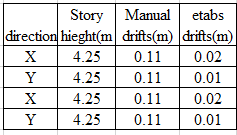 Story Manual etabs
direction hieght(m drifts(m) drifts(m)
X 4.25 0.11 0.02
Y 4.25 0.11 0.01
X 4.25 0.11 0.02
Y 4.25 0.11 0.01